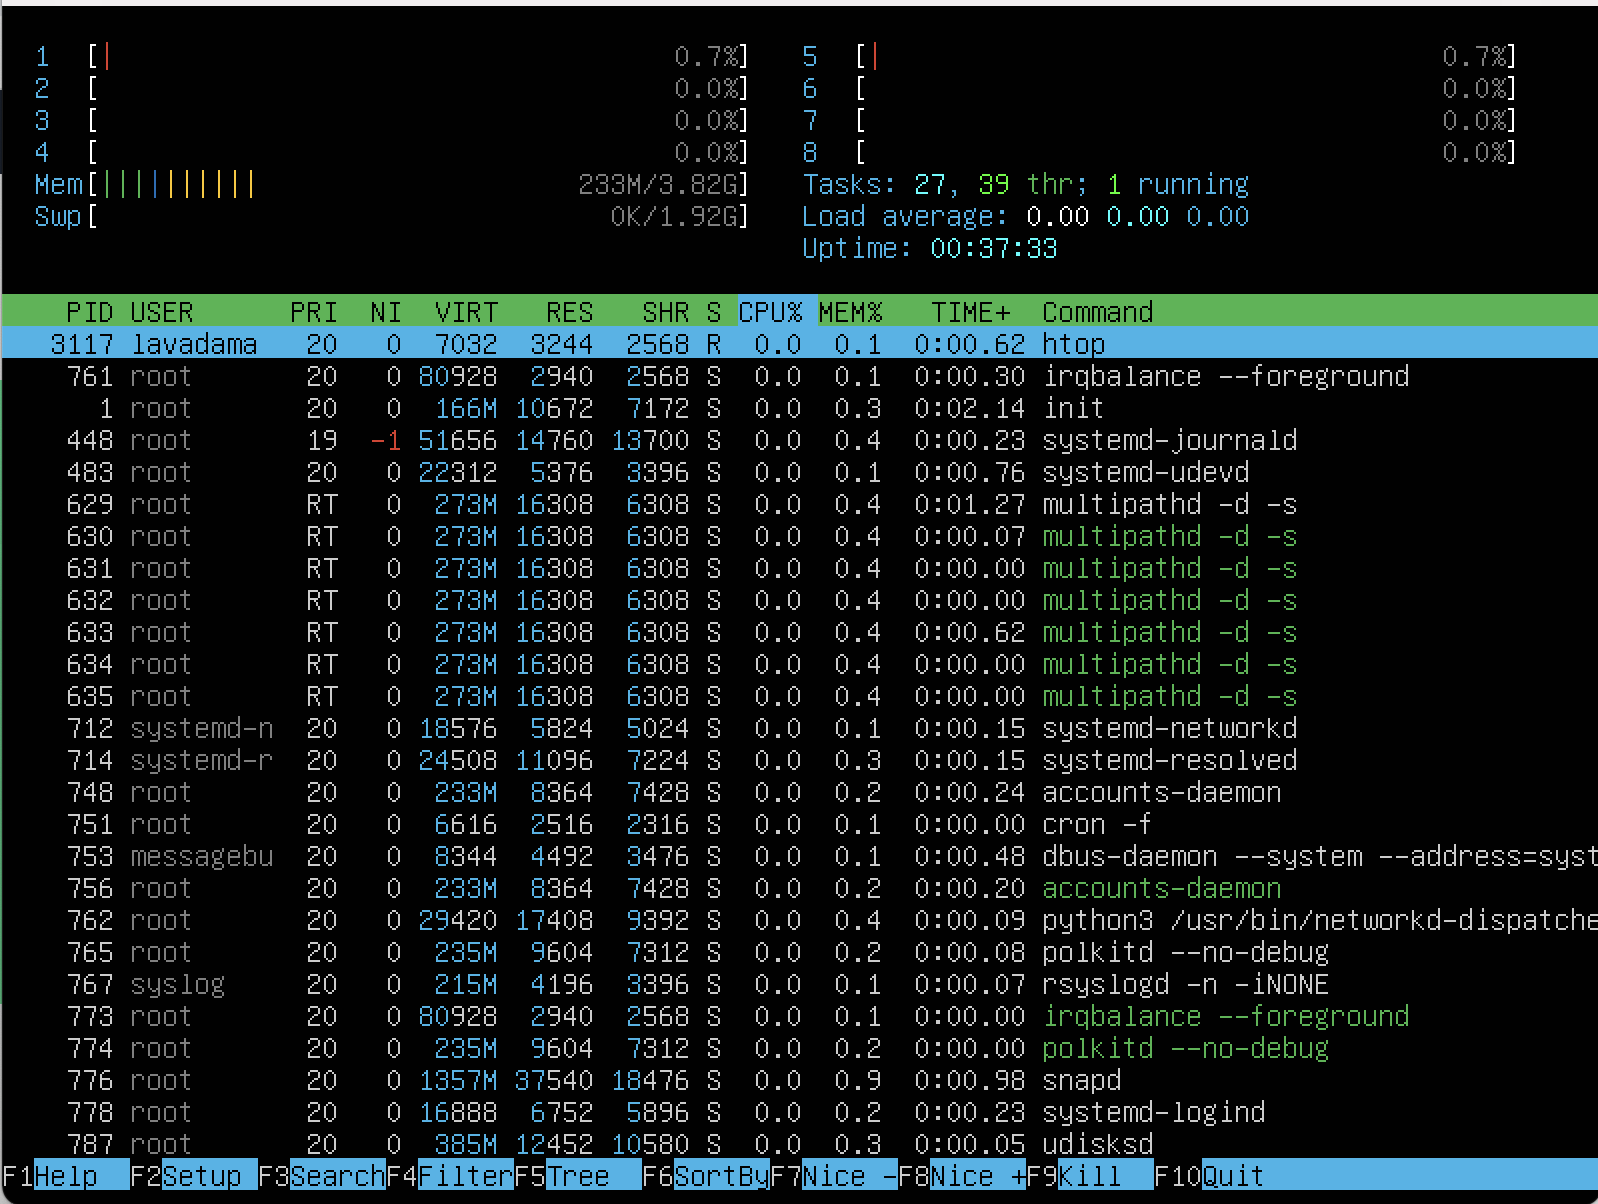 1 [| 0.7%] 5 [| 0.7%]
2 [ 0.0%] 6 [ 0.0%]
3 [ 0.0%] 7 [ 0.0%]
4 [ 0.0%] 8 [ 0.0%]
Mem[|||||||||| 233M/3.82G] Tasks: 27, 39 thr; 1 running
Swp[ 0K/1.92G] Load average: 0.00 0.00 0.00
Uptime: 00:37:33
PID USER PRI NI VIRT RES SHR S CPU% MEM% TIME+ Command
3117 lavadama 20 0 7032 3244 2568 R 0.0 0.1 0:00.62 htop
761 root 20 0 80928 2940 2568 S 0.0 0.1 0:00.30 irqbalance --foreground
1 root 20 0 166M 10672 7172 S 0.0 0.3 0:02.14 init
448 root 19 -1 51656 14760 13700 S 0.0 0.4 0:00.23 systemd-journald
483 root 20 0 22312 5376 3396 S 0.0 0.1 0:00.76 systemd-udevd
629 root RT 0 273M 16308 6308 S 0.0 0.4 0:01.27 multipathd -d -s
630 root RT 0 273M 16308 6308 S 0.0 0.4 0:00.07 multipathd -d -s
631 root RT 0 273M 16308 6308 S 0.0 0.4 0:00.00 multipathd -d -s
632 root RT 0 273M 16308 6308 S 0.0 0.4 0:00.00 multipathd -d -s
633 root RT 0 273M 16308 6308 S 0.0 0.4 0:00.62 multipathd -d -s
634 root RT 0 273M 16308 6308 S 0.0 0.4 0:00.00 multipathd -d -s
635 root RT 0 273M 16308 6308 S 0.0 0.4 0:00.00 multipathd -d -s
712 systemd-n 20 0 18576 5824 5024 S 0.0 0.1 0:00.15 systemd-networkd
714 systemd-r 20 0 24508 11096 7224 S 0.0 0.3 0:00.15 systemd-resolved
748 root 20 0 233M 8364 7428 S 0.0 0.2 0:00.24 accounts-daemon
751 root 20 0 6616 2516 2316 S 0.0 0.1 0:00.00 cron -f
753 messagebu 20 0 8344 4492 3476 S 0.0 0.1 0:00.48 dbus-daemon --system --address=syst
756 root 20 0 233M 8364 7428 S 0.0 0.2 0:00.20 accounts-daemon
762 root 20 0 29420 17408 9392 S 0.0 0.4 0:00.09 python3 /usr/bin/networkd-dispatche
765 root 20 0 235M 9604 7312 S 0.0 0.2 0:00.08 polkitd --no-debug
767 syslog 20 0 215M 4196 3396 S 0.0 0.1 0:00.07 rsyslogd -n -iNONE
773 root 20 0 80928 2940 2568 S 0.0 0.1 0:00.00 irqbalance --foreground
774 root 20 0 235M 9604 7312 S 0.0 0.2 0:00.00 polkitd --no-debug
776 root 20 0 1357M 37540 18476 S 0.0 0.9 0:00.98 snapd
778 root 20 0 16888 6752 5896 S 0.0 0.2 0:00.23 systemd-logind
787 root 20 0 385M 12452 10580 S 0.0 0.3 0:00.05 udisksd
F1Help F2Setup F3SearchF4FilterF5Tree F6SortByF7Nice -F8Nice +F9Kill F10Quit